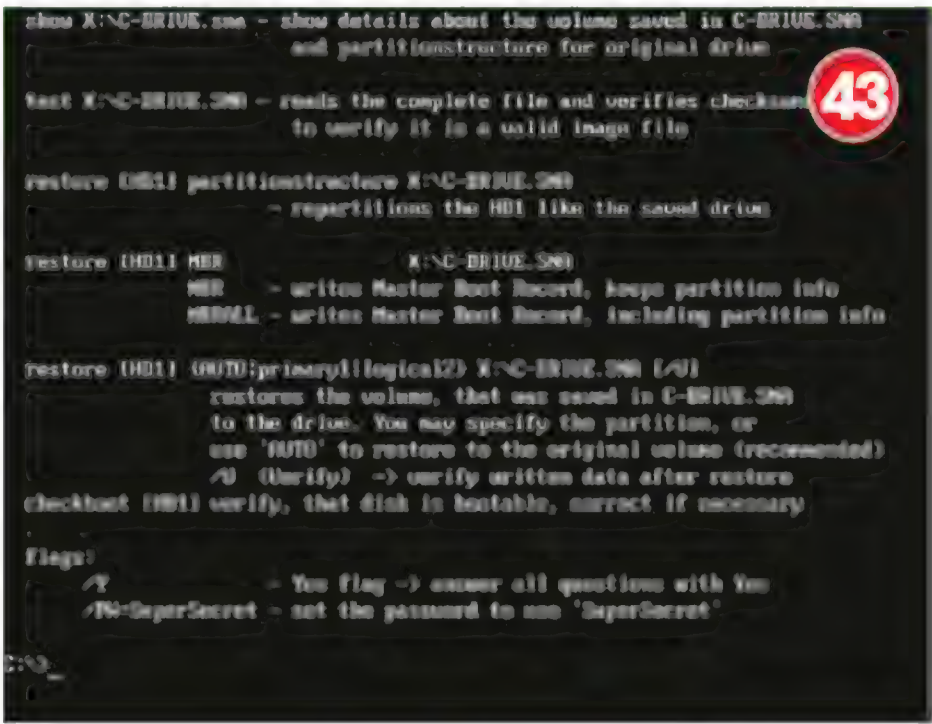 show X:\C-DRIVE.sna - show details about the volume saved in C-DRIVE.SNA
and partitionstructure for original drive
43
test X:\C-DRIVE.SNA - reads the complete file and verifies checksum
to verify it is a valid image file
restore [HD1] partitionstructure X:\C-DRIVE.SNA
- repartitions the HD1 like the saved drive
restore [HD1] MBR X:\C-DRIVE.SNA
MBR - writes Master Boot Record, keeps partition info
MBRALL - writes Master Boot Record, including partition info
restore [HD1] {AUTO|primary1|logical2} X:\C-DRIVE.SNA [/V]
restores the volume, that was saved in C-DRIVE.SNA
to the drive. You may specify the partition, or
use 'AUTO' to restore to the original volume (recommended)
/V (Verify) -> verify written data after restore
checkboot [HD1] verify, that disk is bootable, correct if necessary
flags:
/Y - Yes flag -> answer all questions with Yes
/PW=SuperSecret - set the password to use 'SuperSecret'
C:\>_